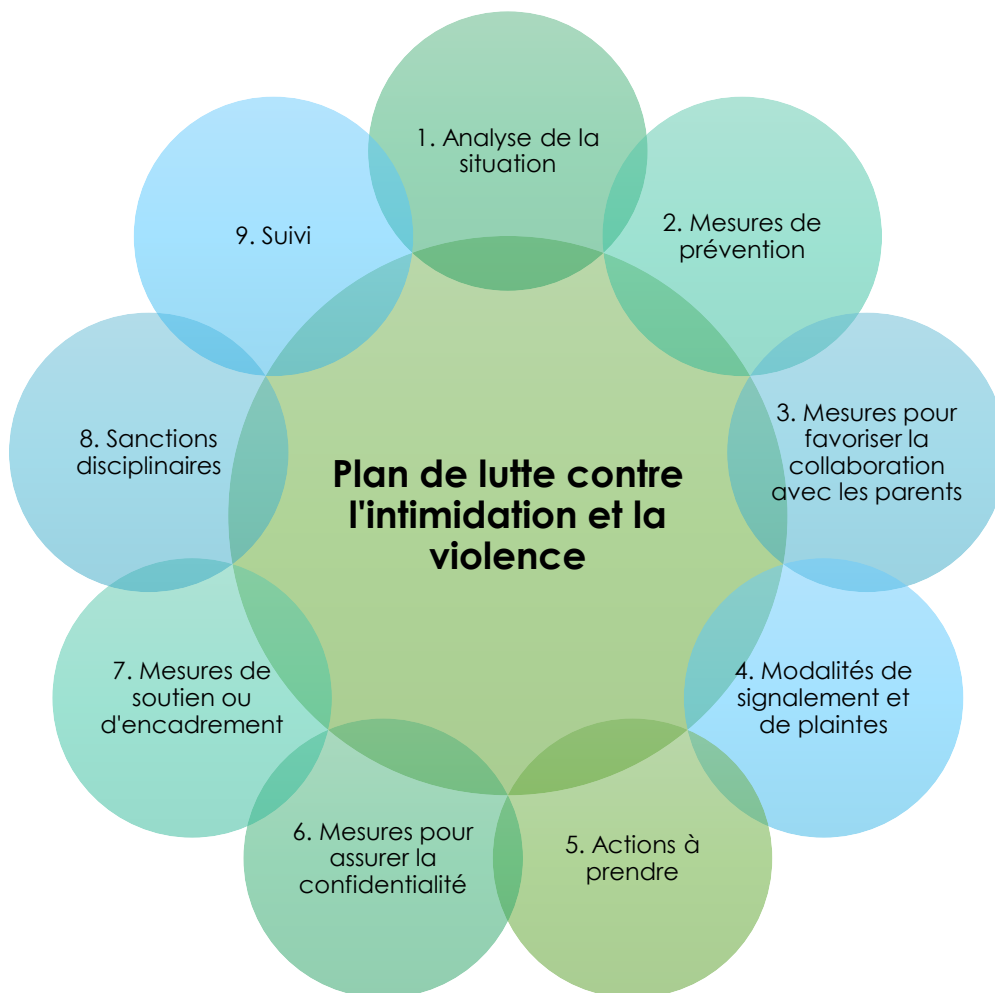 1. Analyse de la
situation
2. Mesures de
prévention
3. Mesures pour
favoriser la
collaboration
avec les parents
4. Modalités de
signalement et
de plaintes
5. Actions à
prendre
6. Mesures pour
assurer la
confidentialité
7. Mesures de
soutien ou
d'encadrement
8. Sanctions
disciplinaires
9. Suivi
Plan de lutte contre
l'intimidation et la
violence